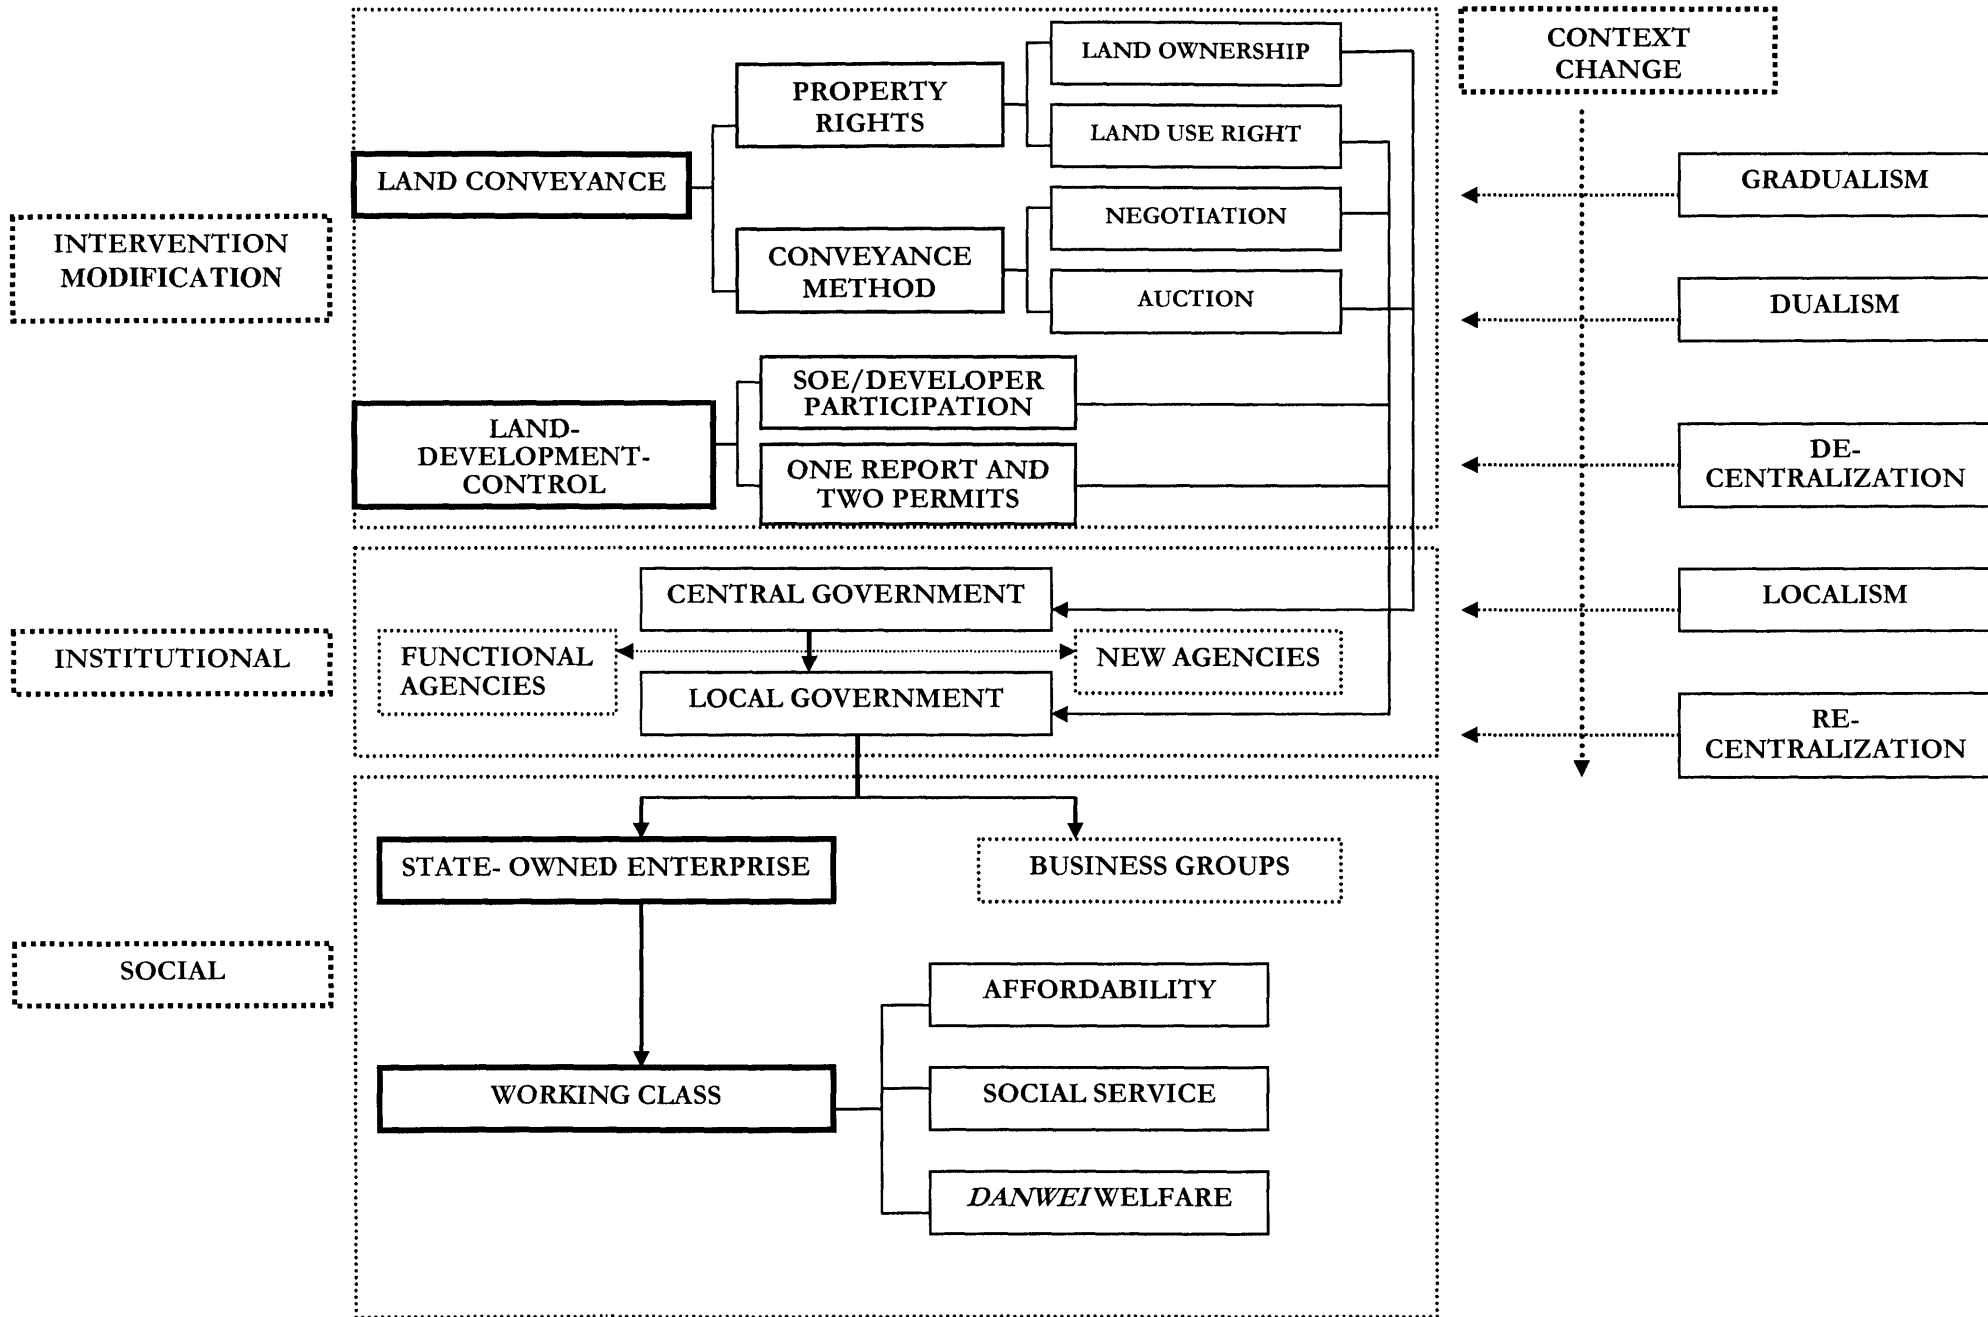 INTERVENTION
MODIFICATION
INSTITUTIONAL
SOCIAL
LAND CONVEYANCE
PROPERTY
RIGHTS
LAND OWNERSHIP
LAND USE RIGHT
CONVEYANCE
METHOD
NEGOTIATION
AUCTION
LAND-
DEVELOPMENT-
CONTROL
SOE/DEVELOPER
PARTICIPATION
ONE REPORT AND
TWO PERMITS
CENTRAL GOVERNMENT
FUNCTIONAL
AGENCIES
NEW AGENCIES
LOCAL GOVERNMENT
STATE- OWNED ENTERPRISE
BUSINESS GROUPS
WORKING CLASS
AFFORDABILITY
SOCIAL SERVICE
DANWEI WELFARE
CONTEXT
CHANGE
GRADUALISM
DUALISM
DE-
CENTRALIZATION
LOCALISM
RE-
CENTRALIZATION